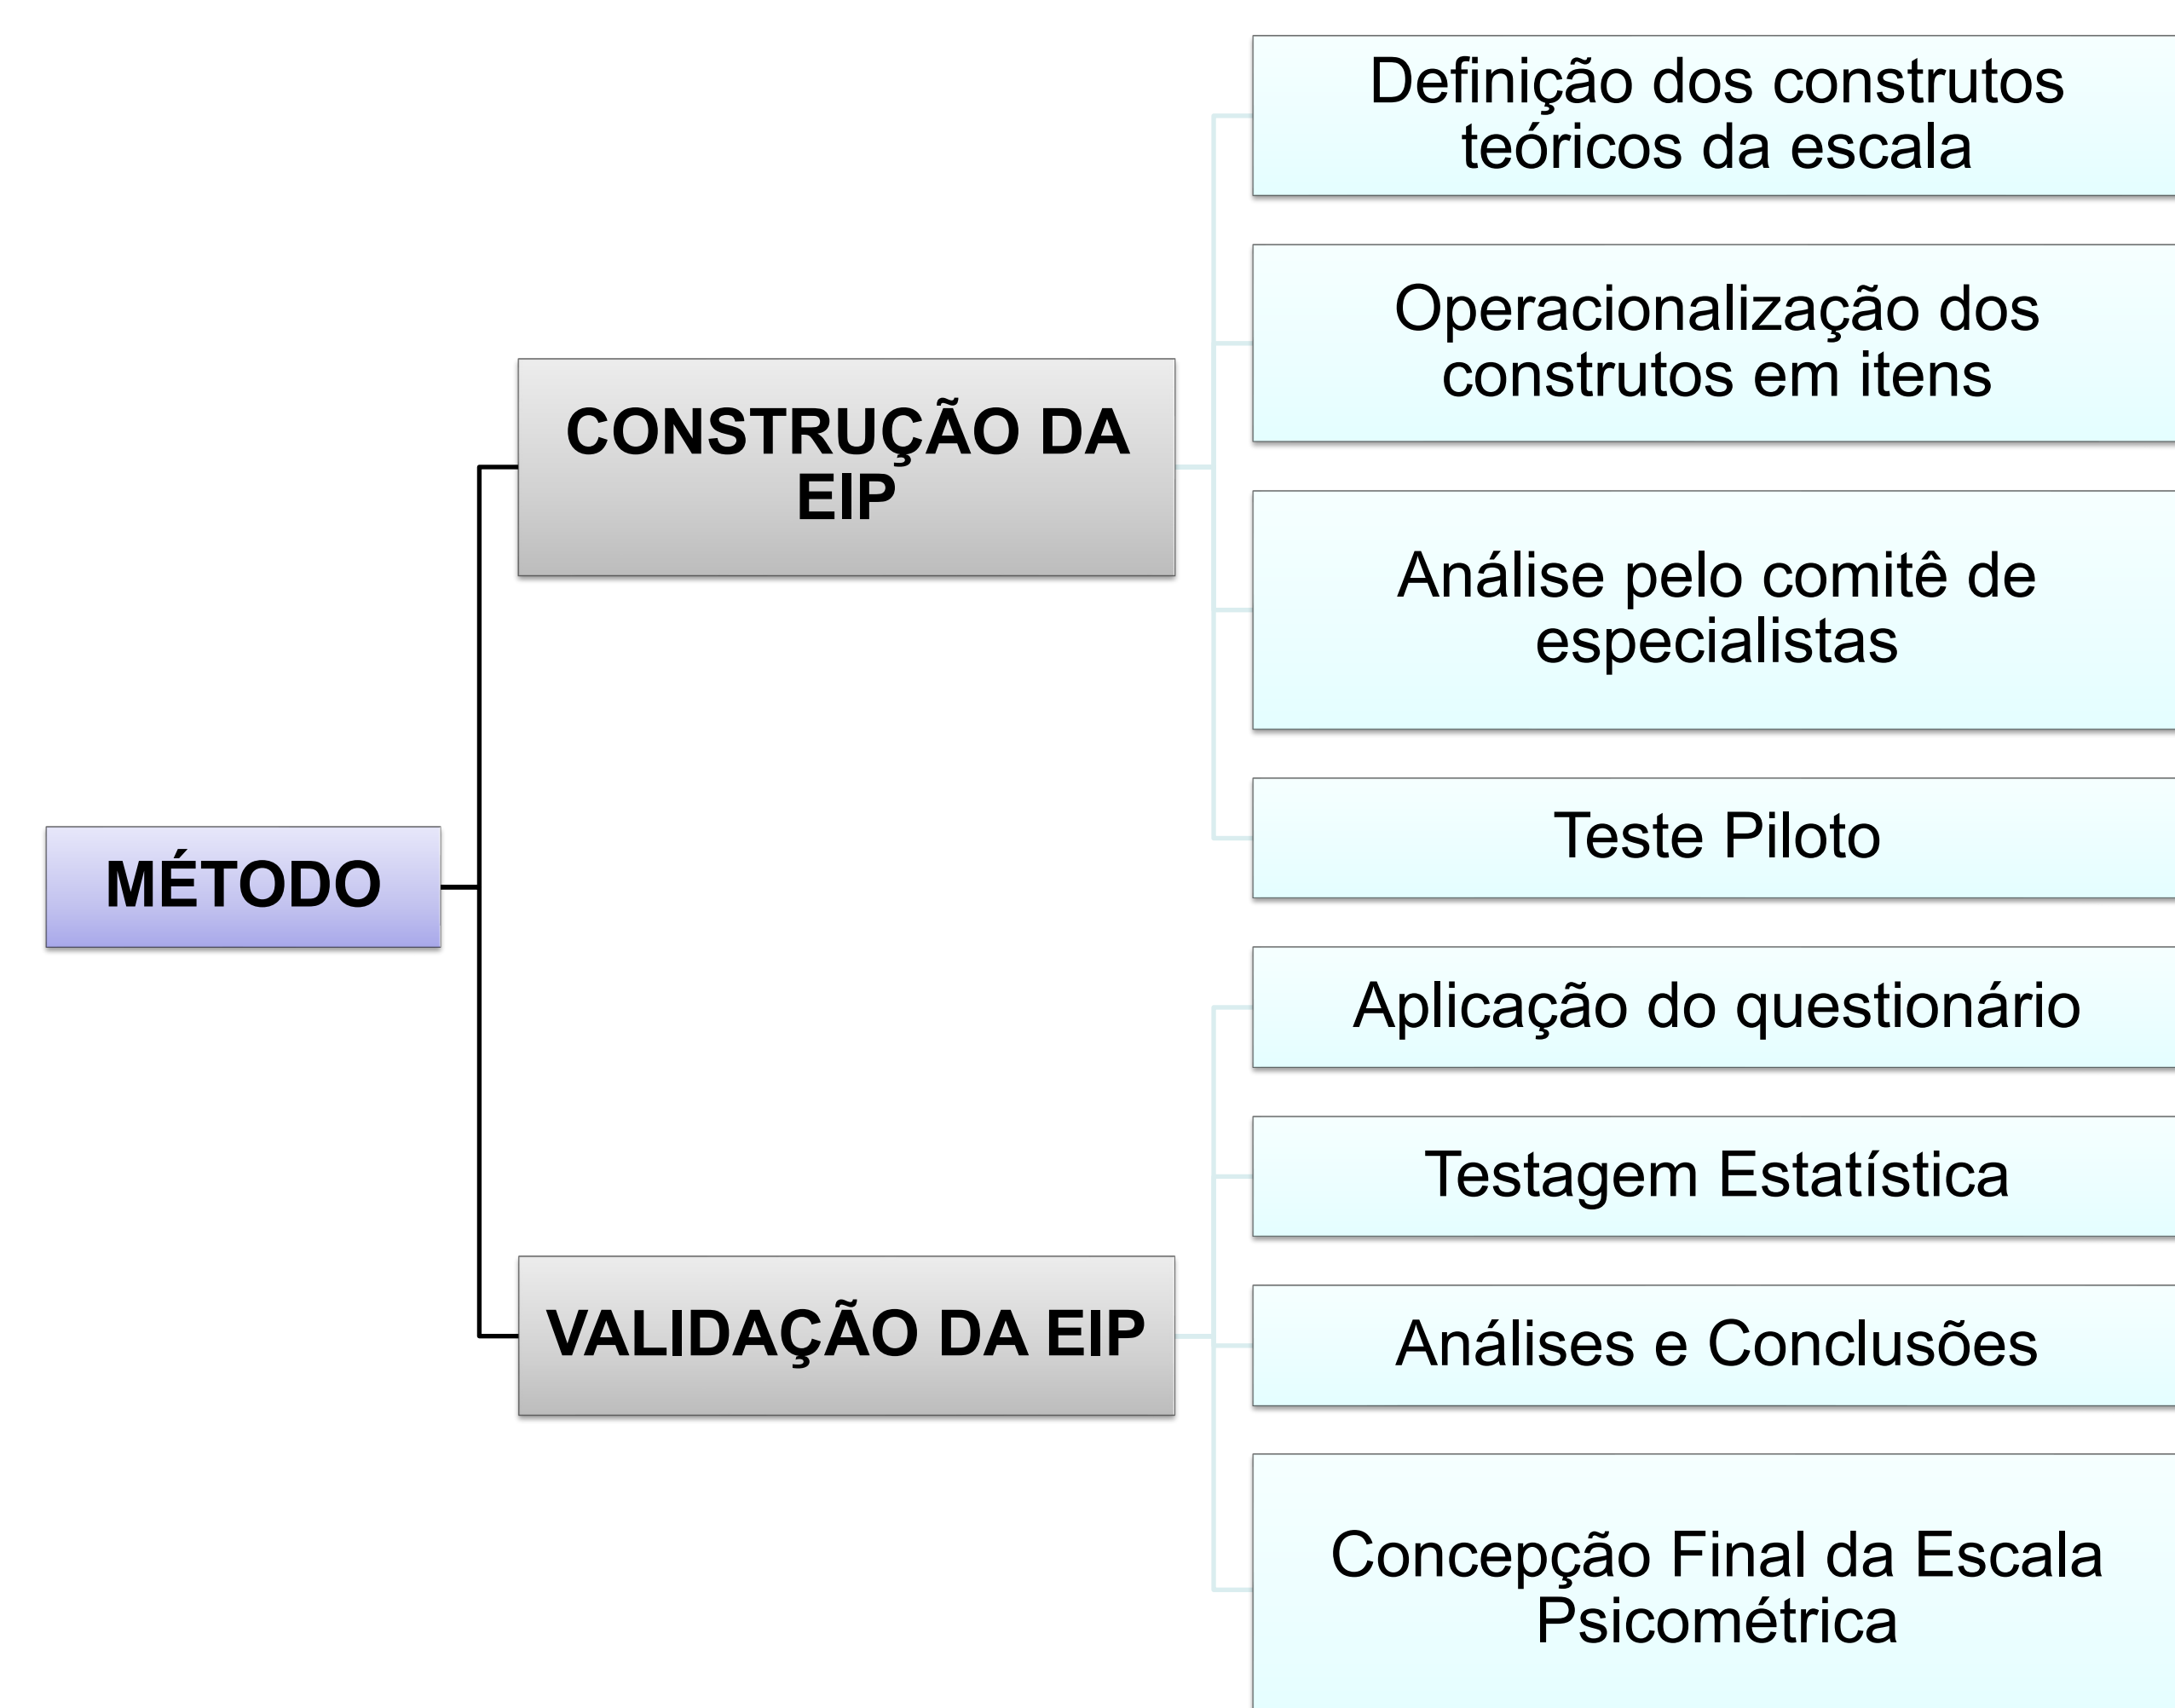 MÉTODO
CONSTRUÇÃO DA
EIP
Definição dos construtos
teóricos da escala
Operacionalização dos
construtos em itens
Análise pelo comitê de
especialistas
Teste Piloto
VALIDAÇÃO DA EIP
Aplicação do questionário
Testagem Estatística
Análises e Conclusões
Concepção Final da Escala
Psicométrica